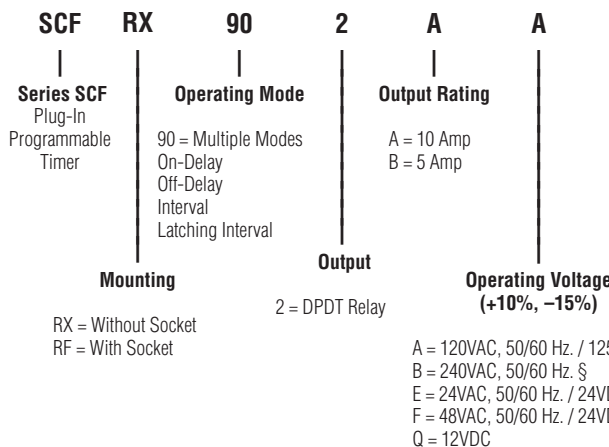 SCF RX 90 2 A A
Series SCF
Plug-In
Programmable
Timer
Operating Mode
90 = Multiple Modes
On-Delay
Off-Delay
Interval
Latching Interval
Output Rating
A = 10 Amp
B = 5 Amp
Mounting
RX = Without Socket
RF = With Socket
Output
2 = DPDT Relay
Operating Voltage
(+10%, –15%)
A = 120VAC, 50/60 Hz. / 125
B = 240VAC, 50/60 Hz. §
E = 24VAC, 50/60 Hz. / 24V
F = 48VAC, 50/60 Hz. / 24V
Q = 12VDC